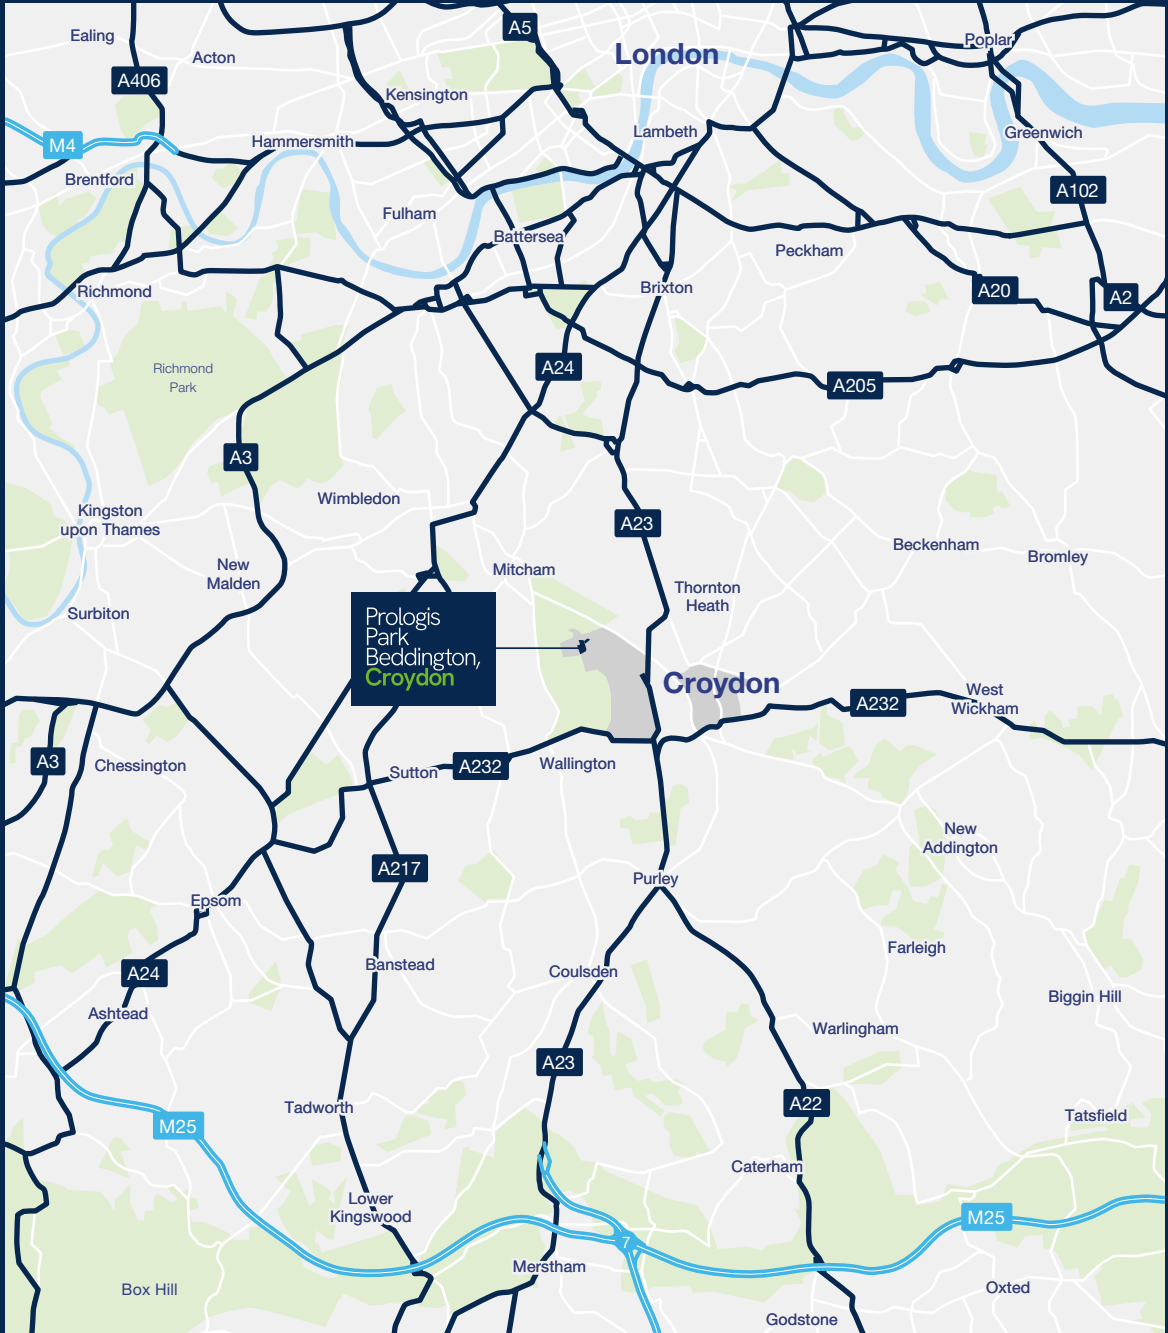 A5
Ealing
London
Poplar
Acton
A406
Kensington
Lambeth
Greenwich
M4
Hammersmith
Brentford
A102
Fulham
Battersea
Peckham
Richmond
Brixton
A20
A2
Richmond
Park
A24
A205
A3
Wimbledon
Kingston
upon Thames
A23
Beckenham
Bromley
New
Malden
Mitcham
Thornton
Heath
Surbiton
Prologis
Park
Beddington,
Croydon
Croydon
West
Wickham
A232
A3
Chessington
Sutton
A232
Wallington
New
Addington
A217
Purley
Epsom
Farleigh
Banstead
Coulsden
A24
Biggin Hill
Ashtead
Warlingham
A23
A22
Tadworth
Tatsfield
M25
Caterham
Lower
Kingswood
M25
7
Merstham
Box Hill
Oxted
Godstone